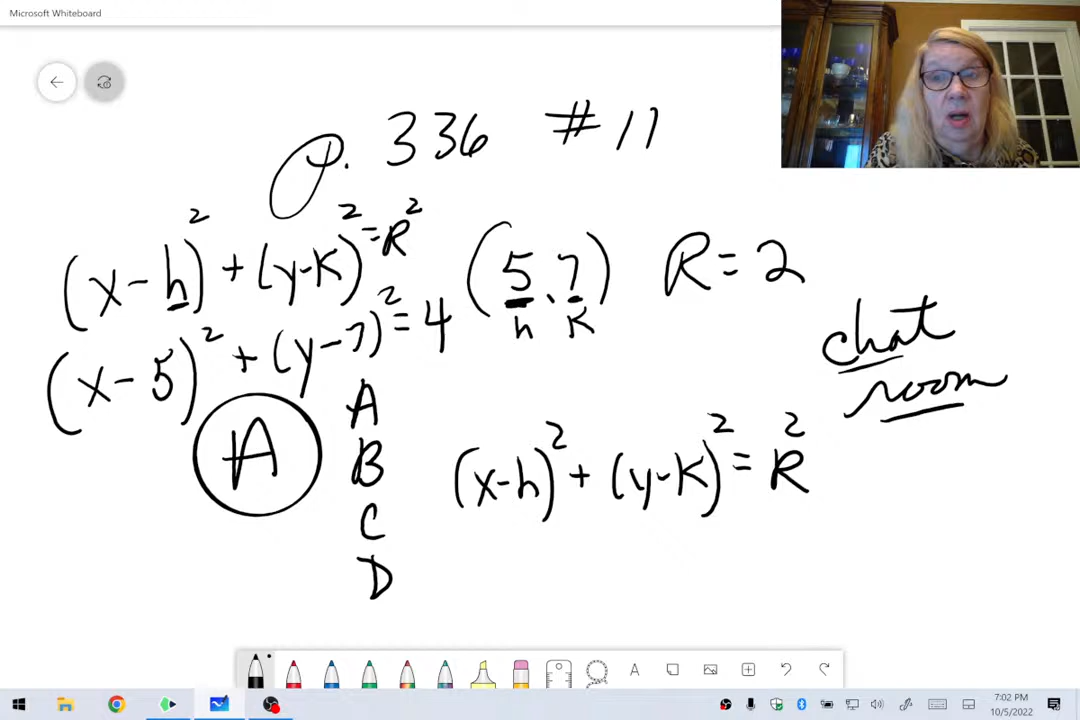 Microsoft Whiteboard
P. 336 #11
(x-h)²+(y-k)²=R²
(5,7) R=2
h k
(x-5)²+(y-7)²=4
chat
room
A
A
B
C
D
(x-h)²+(y-k)²=R²
A
7:02 PM
10/5/2022